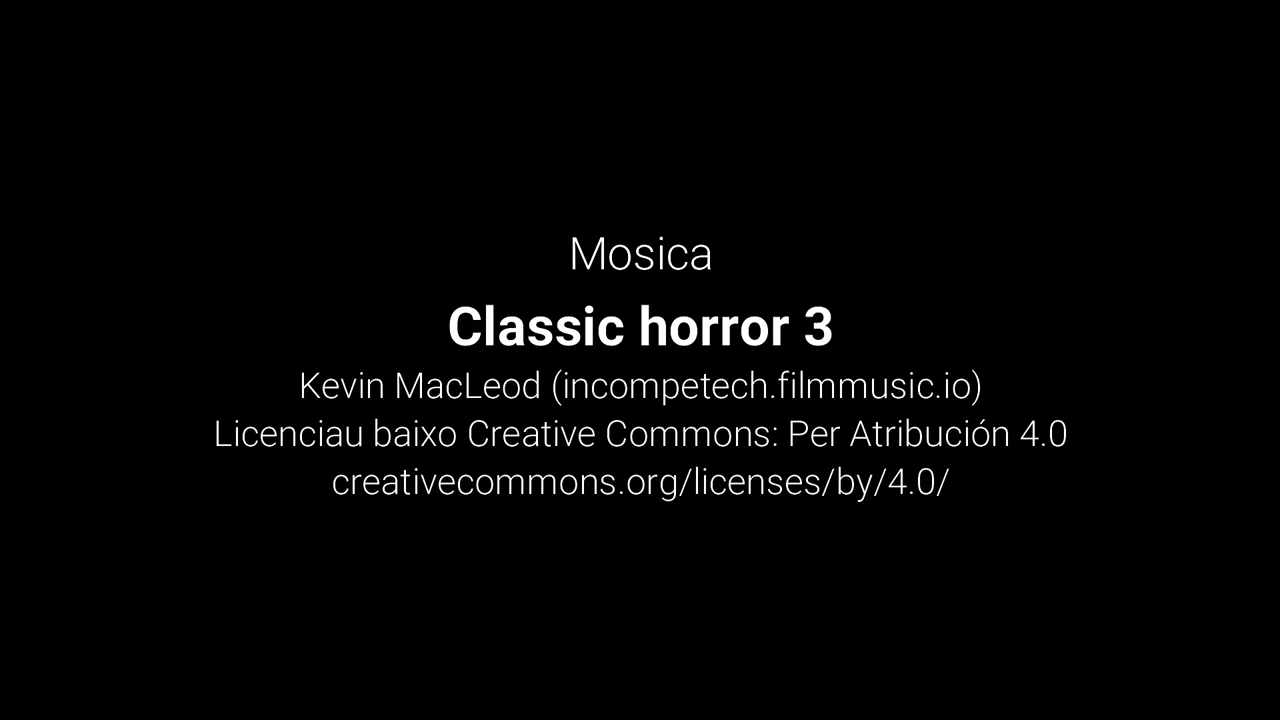 Mosica
Classic horror 3
Kevin MacLeod (incompetech.filmmusic.io)
Licenciau baixo Creative Commons: Per Atribución 4.0
creativecommons.org/licenses/by/4.0/